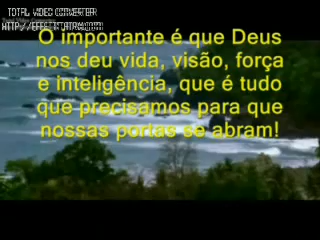 TOTAL VIDEO CONVERTER
O importante é que Deus
nos deu vida, visão, força
e inteligência, que é tudo
que precisamos para que
nossas portas se abram!